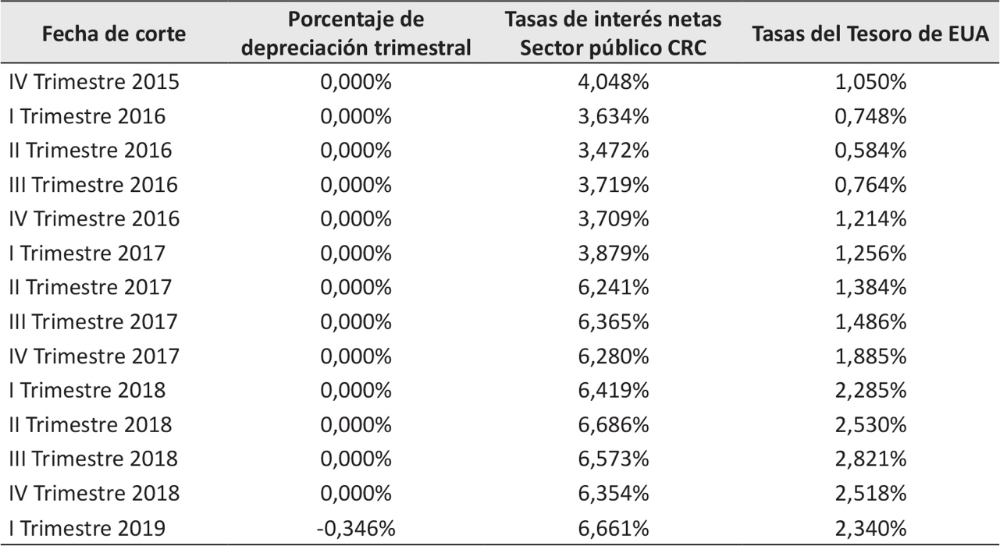 Fecha de corte Porcentaje de depreciación trimestral Tasas de interés netas Sector público CRC Tasas del Tesoro de EUA
IV Trimestre 2015 0,000% 4,048% 1,050%
I Trimestre 2016 0,000% 3,634% 0,748%
II Trimestre 2016 0,000% 3,472% 0,584%
III Trimestre 2016 0,000% 3,719% 0,764%
IV Trimestre 2016 0,000% 3,709% 1,214%
I Trimestre 2017 0,000% 3,879% 1,256%
II Trimestre 2017 0,000% 6,241% 1,384%
III Trimestre 2017 0,000% 6,365% 1,486%
IV Trimestre 2017 0,000% 6,280% 1,885%
I Trimestre 2018 0,000% 6,419% 2,285%
II Trimestre 2018 0,000% 6,686% 2,530%
III Trimestre 2018 0,000% 6,573% 2,821%
IV Trimestre 2018 0,000% 6,354% 2,518%
I Trimestre 2019 -0,346% 6,661% 2,340%